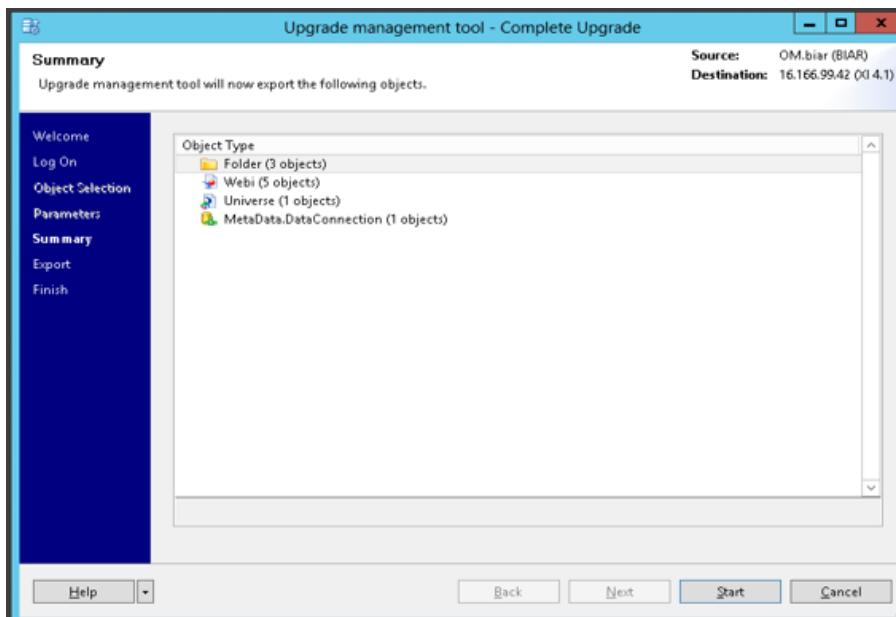 Upgrade management tool - Complete Upgrade
Summary
Upgrade management tool will now export the following objects.
Source: OM.biar (BIAR)
Destination: 16.166.99.42 (XI 4.1)
Welcome
Log On
Object Selection
Parameters
Summary
Export
Finish
Object Type
Folder (3 objects)
Webi (5 objects)
Universe (1 objects)
MetaData.DataConnection (1 objects)
Help
Back
Next
Start
Cancel